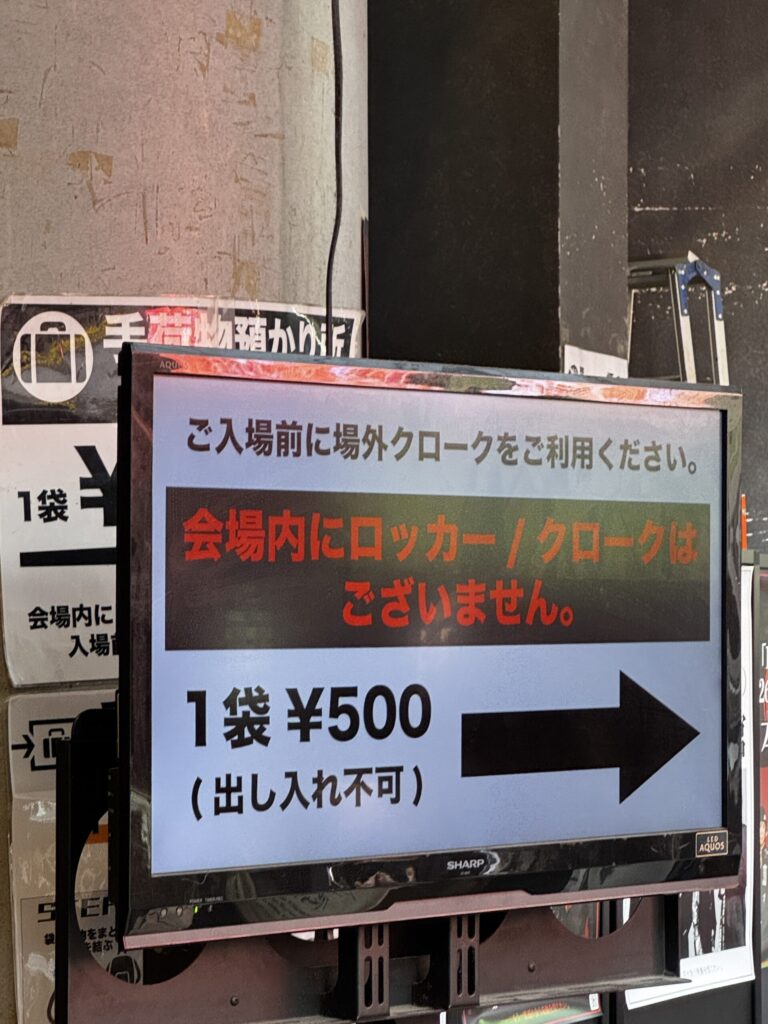 手荷物預かり所
1袋 ¥
会場内に
入場前
AQUOS
ご入場前に場外クロークをご利用ください。
会場内にロッカー / クロークは
ございません。
1袋 ¥500
( 出し入れ不可 )
SHARP
LED
AQUOS
STEP